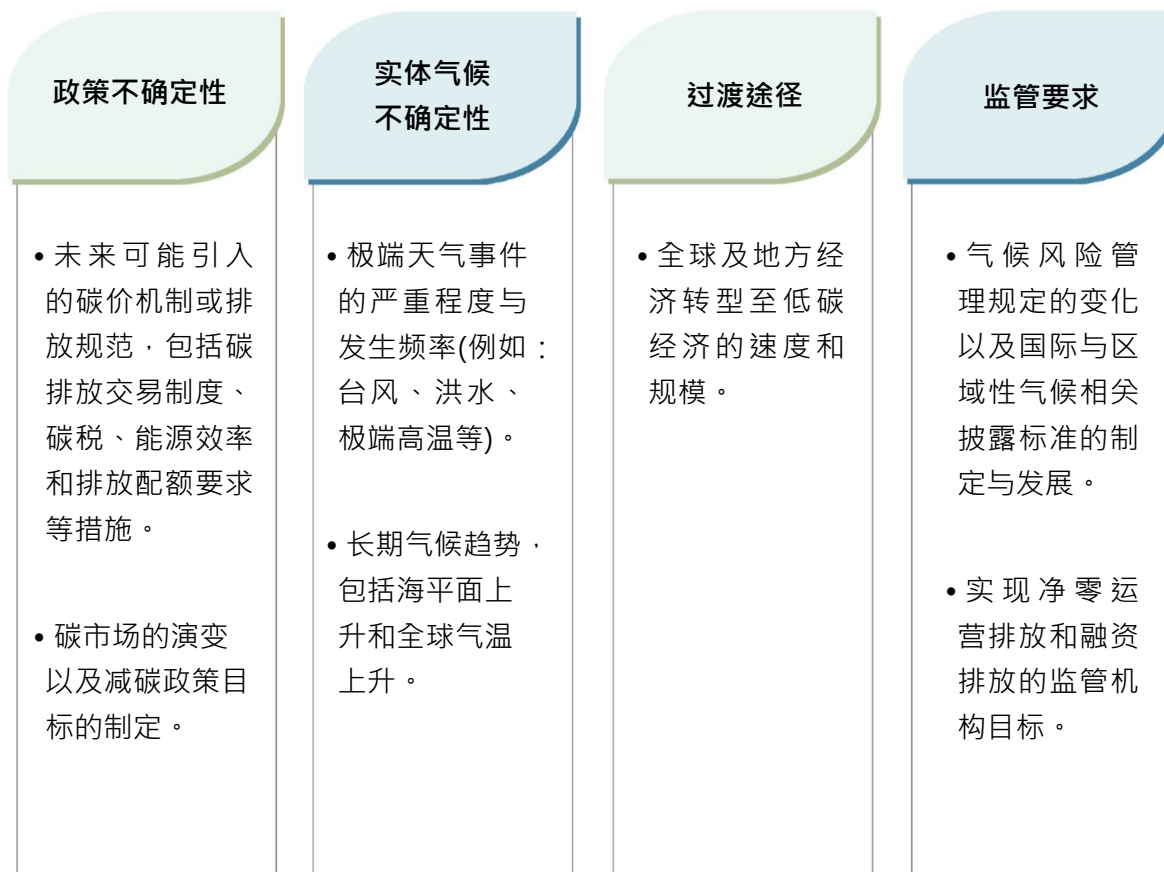 政策不确定性
• 未来可能引入
的碳价机制或排
放规范，包括碳
排放交易制度、
碳税、能源效率
和排放配额要求
等措施。
• 碳市场的演变
以及减碳政策目
标的制定。
实体气候
不确定性
• 极端天气事件
的严重程度与
发生频率(例如：
台风、洪水、
极端高温等)。
• 长期气候趋势，
包括海平面上
升和全球气温
上升。
过渡途径
• 全球及地方经
济转型至低碳
经济的速度和
规模。
监管要求
• 气候风险管
理规定的变化
以及国际与区
域性气候相关
披露标准的制
定与发展。
• 实现净零运
营排放和融资
排放的监管机
构目标。